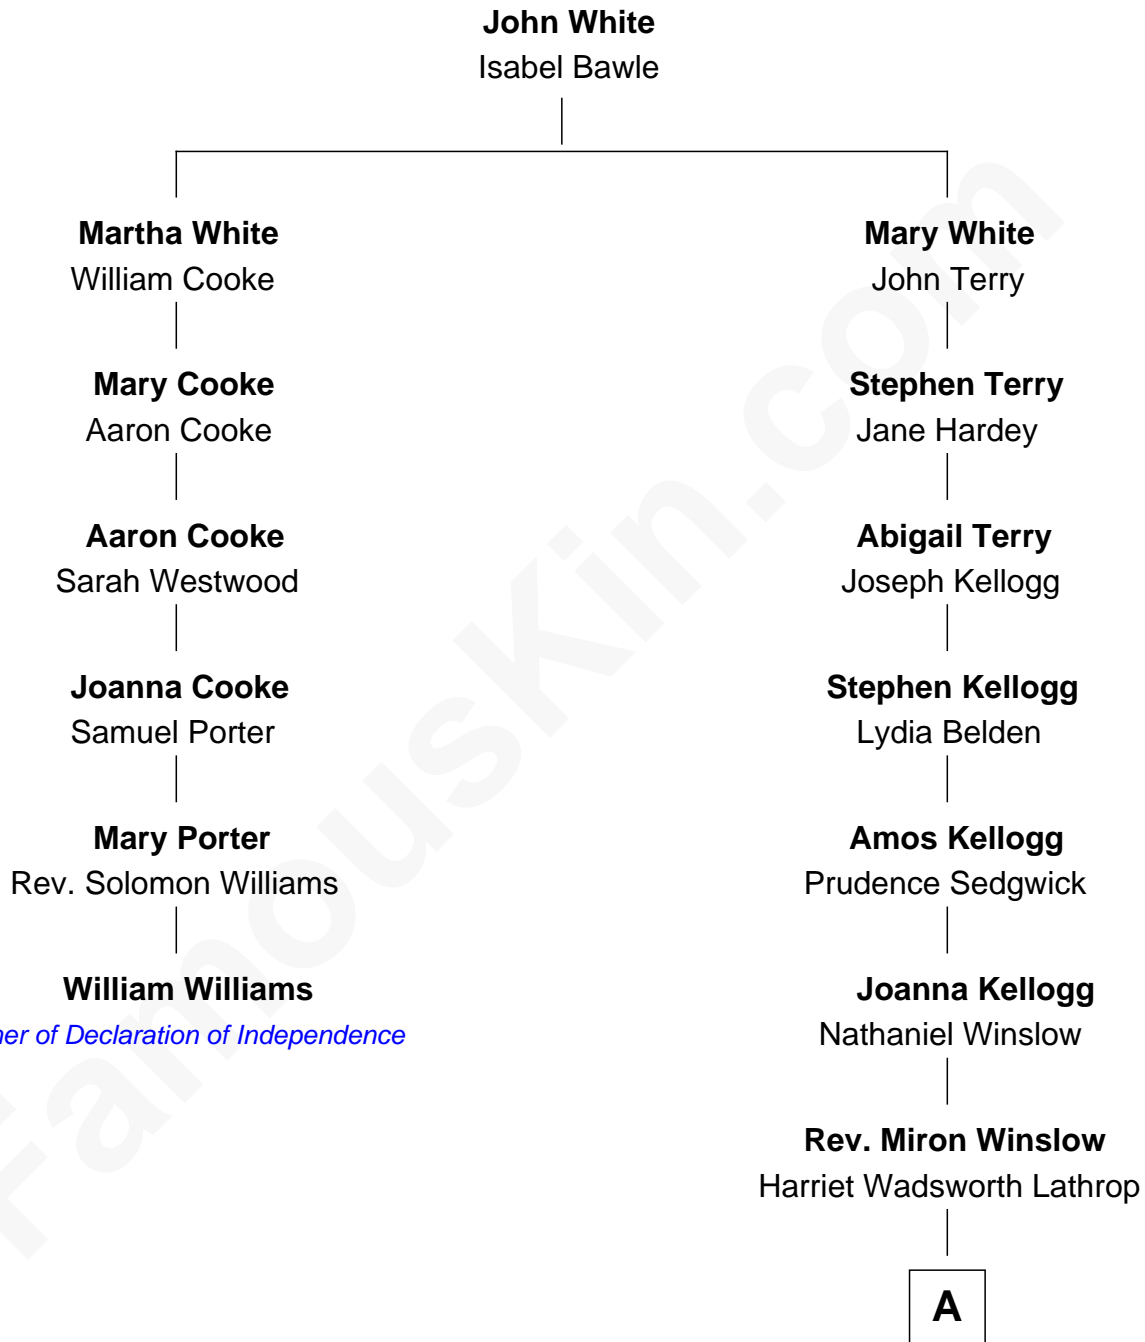 John White
Isabel Bawle
Martha White
William Cooke
Mary White
John Terry
Mary Cooke
Aaron Cooke
Stephen Terry
Jane Hardey
Aaron Cooke
Sarah Westwood
Abigail Terry
Joseph Kellogg
Joanna Cooke
Samuel Porter
Stephen Kellogg
Lydia Belden
Mary Porter
Rev. Solomon Williams
Amos Kellogg
Prudence Sedgwick
William Williams
ner of Declaration of Independence
Joanna Kellogg
Nathaniel Winslow
Rev. Miron Winslow
Harriet Wadsworth Lathrop
A
FamousKin.com